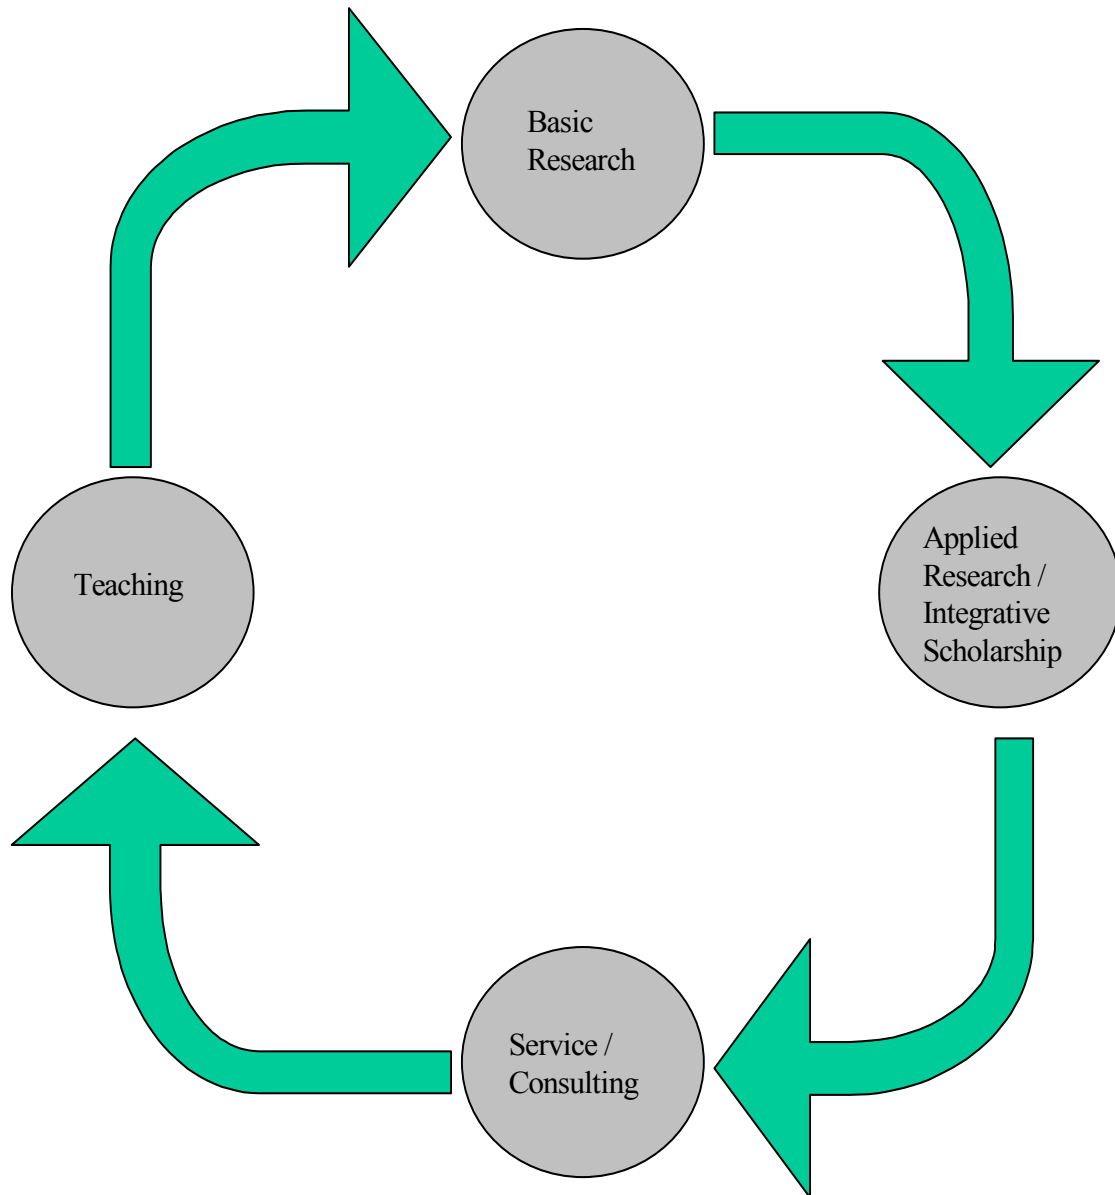 Basic
Research
Applied
Research /
Integrative
Scholarship
Teaching
Service /
Consulting